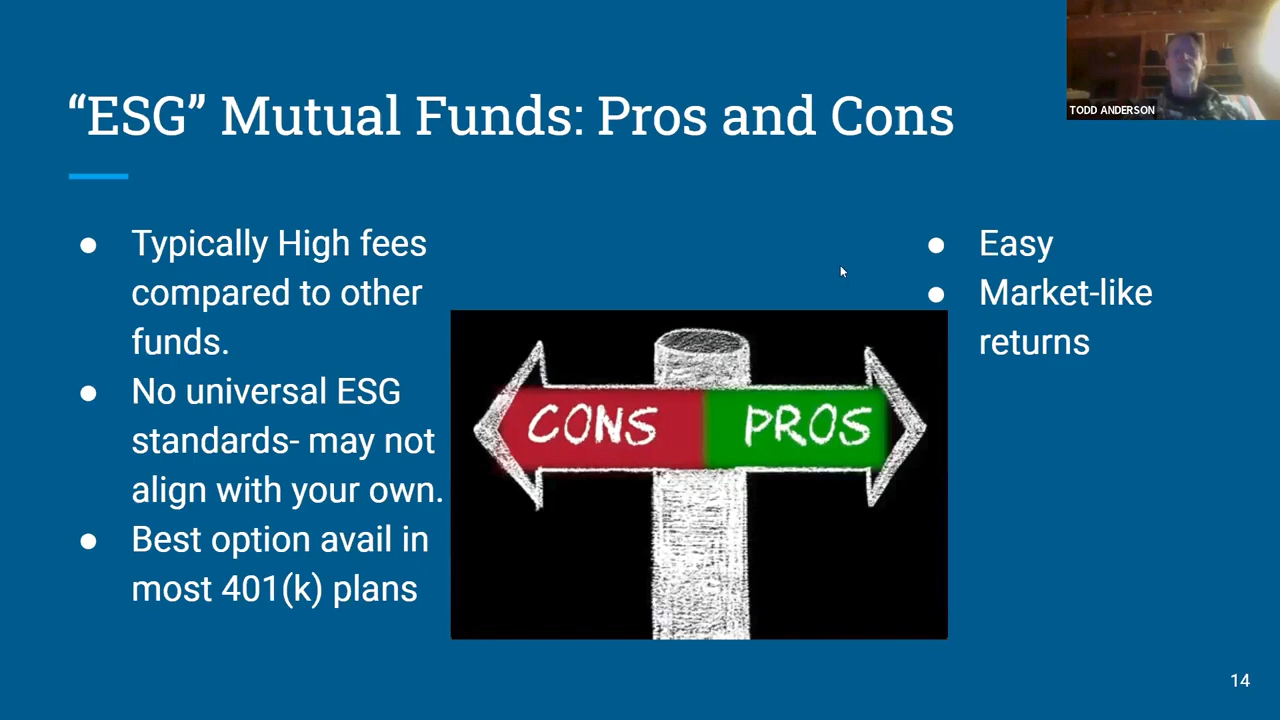 “ESG” Mutual Funds: Pros and Cons
TODD ANDERSON
● Typically High fees
compared to other
funds.
● No universal ESG
standards- may not
align with your own.
● Best option avail in
most 401(k) plans
CONS PROS
● Easy
● Market-like
returns
14